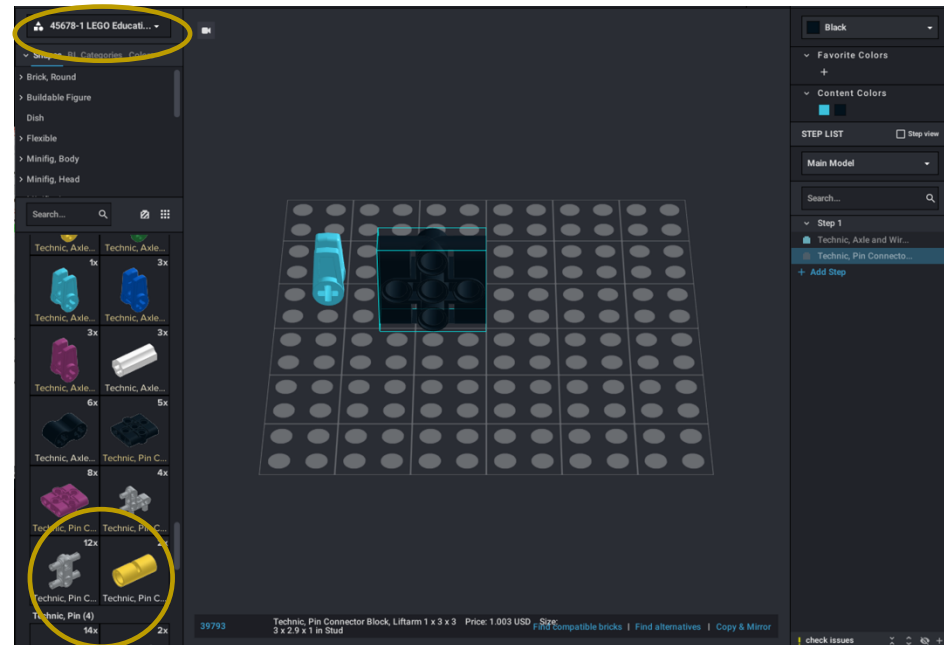 45678-1 LEGO Educati...
Shapes BL Categories Colors
Brick, Round
Buildable Figure
Dish
Flexible
Minifig, Body
Minifig, Head
Search...
Technic, Axle... Technic, Axle...
1x 3x
Technic, Axle... Technic, Axle...
3x 3x
Technic, Axle... Technic, Axle...
6x 5x
Technic, Axle... Technic, Pin C...
8x 4x
Technic, Pin C... Technic, Pin C...
12x 2x
Technic, Pin C... Technic, Pin C...
Technic, Pin (4)
14x 2x
39793
Technic, Pin Connector Block, Liftarm 1 x 3 x 3 Price: 1.003 USD Size:
3 x 2.9 x 1 in Stud
Find compatible bricks | Find alternatives | Copy & Mirror
Black
Favorite Colors
+
Content Colors
STEP LIST Step view
Main Model
Search...
Step 1
Technic, Axle and Wir...
Technic, Pin Connecto...
+ Add Step
! check issues